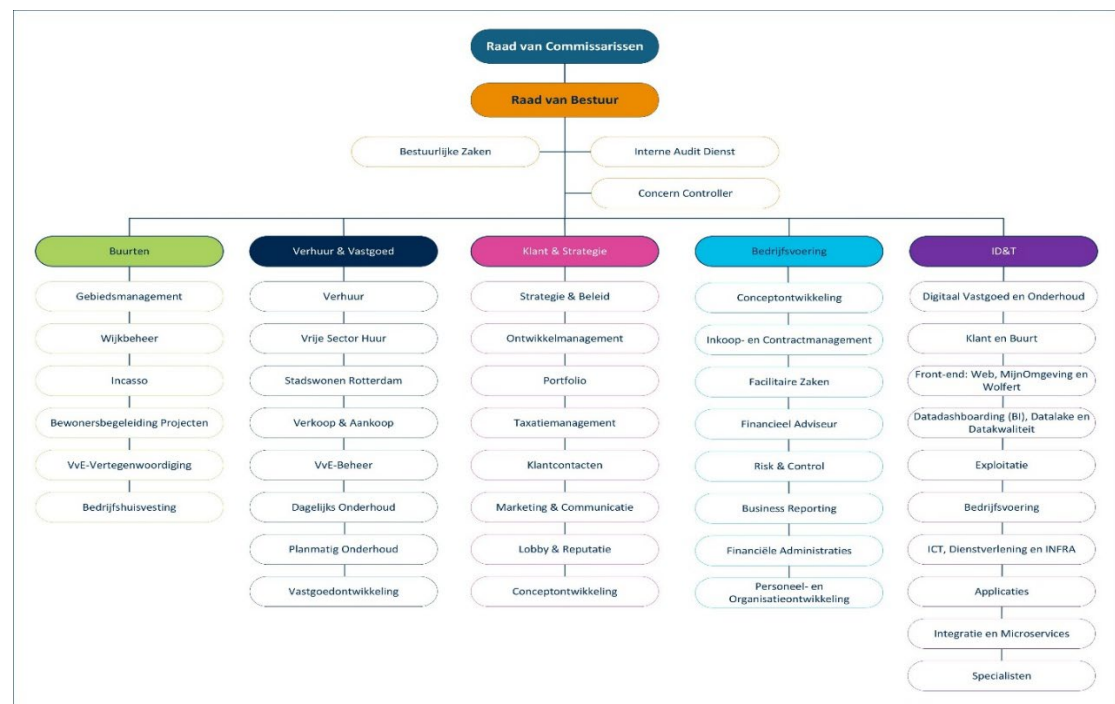 Raad van Commissarissen
Raad van Bestuur
Bestuurlijke Zaken
Interne Audit Dienst
Concern Controller
Buurten
Gebiedsmanagement
Wijkbeheer
Incasso
Bewonersbegeleiding Projecten
VvE-Vertegenwoordiging
Bedrijfshuisvesting
Verhuur & Vastgoed
Verhuur
Vrije Sector Huur
Stadswonen Rotterdam
Verkoop & Aankoop
VvE-Beheer
Dagelijks Onderhoud
Planmatig Onderhoud
Vastgoedontwikkeling
Klant & Strategie
Strategie & Beleid
Ontwikkelmanagement
Portfolio
Taxatiemanagement
Klantcontacten
Marketing & Communicatie
Lobby & Reputatie
Conceptontwikkeling
Bedrijfsvoering
Conceptontwikkeling
Inkoop- en Contractmanagement
Facilitaire Zaken
Financieel Adviseur
Risk & Control
Business Reporting
Financiële Administraties
Personeel- en
Organisatieontwikkeling
ID&T
Digitaal Vastgoed en Onderhoud
Klant en Buurt
Front-end: Web, MijnOmgeving en
Wolfert
Datadashboarding (BI), Datalake en
Datakwaliteit
Exploitatie
Bedrijfsvoering
ICT, Dienstverlening en INFRA
Applicaties
Integratie en Microservices
Specialisten